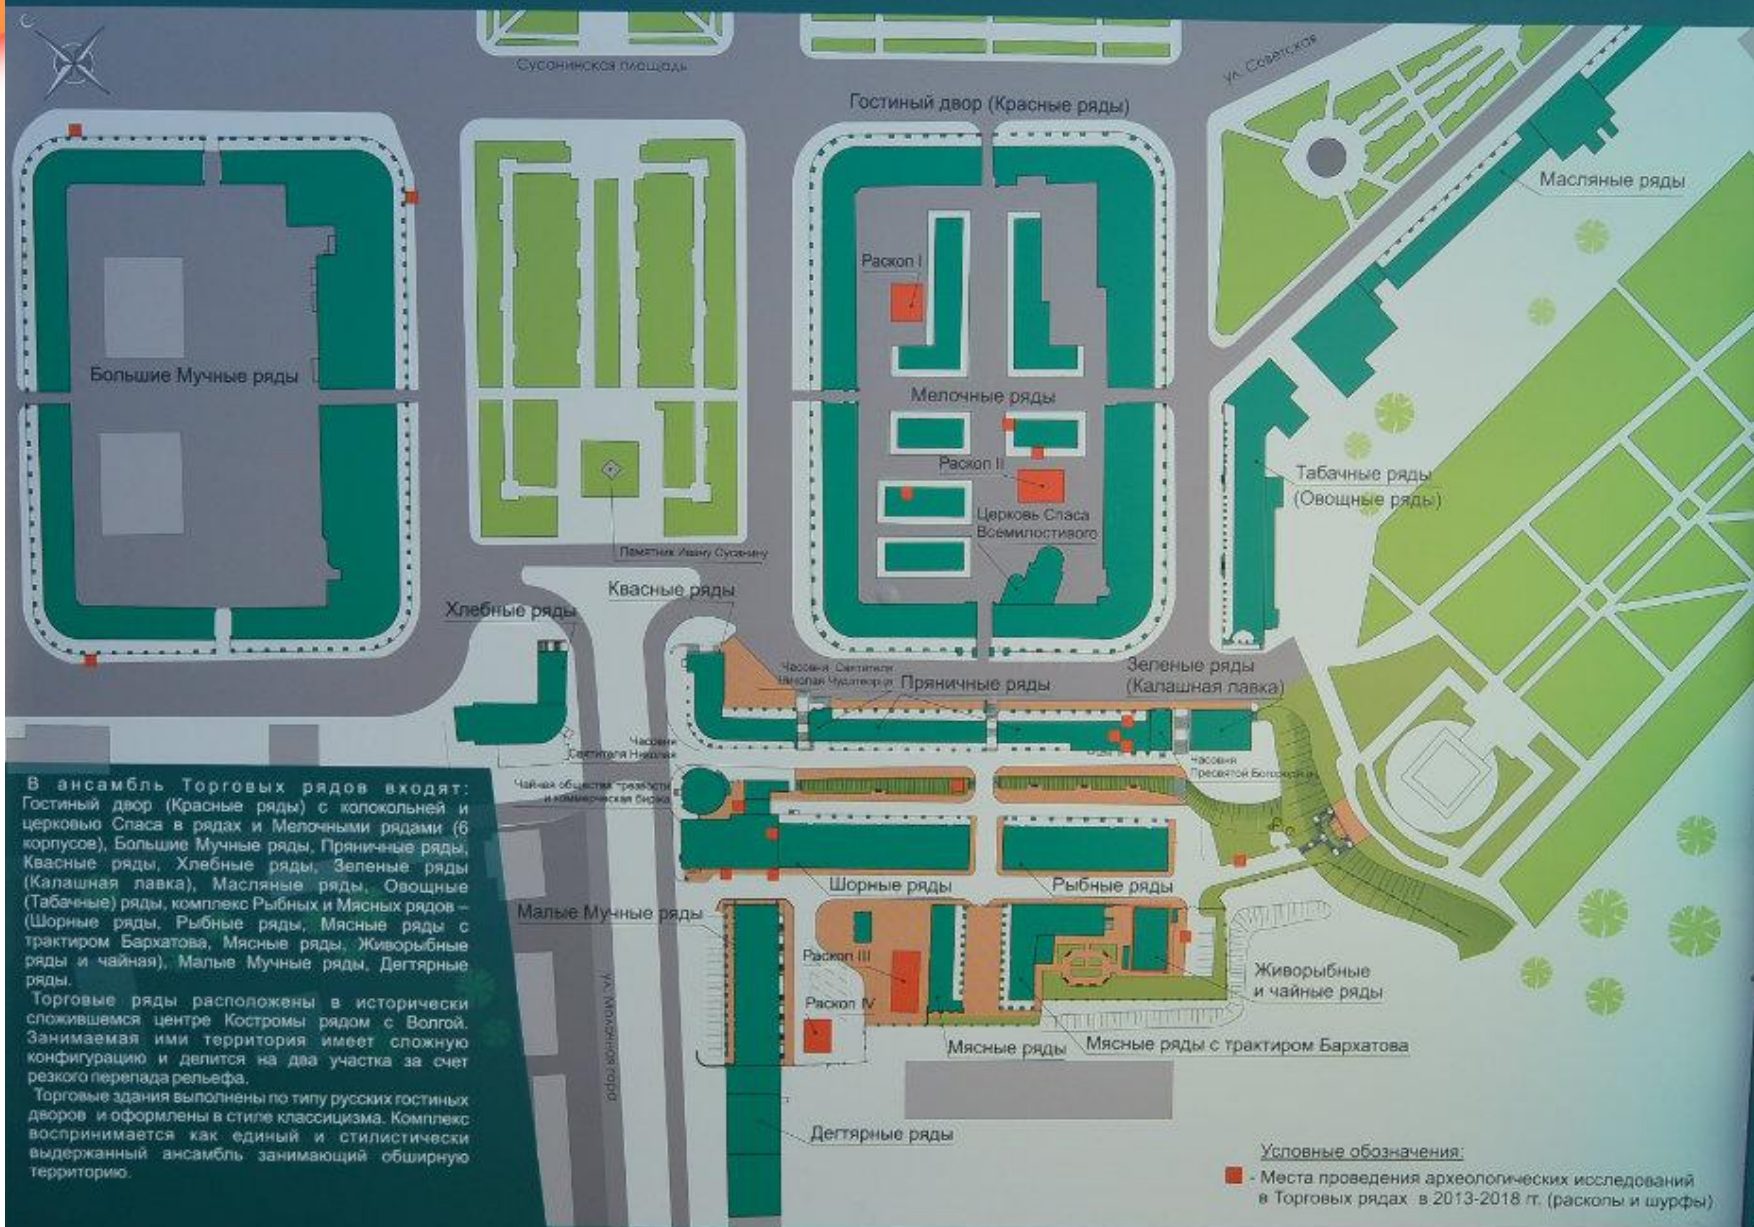 С
Сусанинская площадь
ул. Советская
Гостиный двор (Красные ряды)
Масляные ряды
Раскоп I
Большие Мучные ряды
Мелочные ряды
Раскоп II
Табачные ряды
(Овощные ряды)
Церковь Спаса
Всемилостивого
Памятник Ивану Сусанину
Квасные ряды
Хлебные ряды
Часовня Святителя
Николая Чудотворца
Пряничные ряды
Зеленые ряды
(Калашная лавка)
Часовня
Святителя Николая
Часовня
Пресвятой Богородицы
Чайная общества трезвости
и коммерческая биржа
Шорные ряды
Рыбные ряды
Малые Мучные ряды
Раскоп III
Раскоп IV
Живорыбные
и чайные ряды
Мясные ряды
Мясные ряды с трактиром Бархатова
ул. Молочная гора
Дегтярные ряды
В ансамбль Торговых рядов входят:
Гостиный двор (Красные ряды) с колокольней и
церковью Спаса в рядах и Мелочными рядами (6
корпусов), Большие Мучные ряды, Пряничные ряды,
Квасные ряды, Хлебные ряды, Зеленые ряды
(Калашная лавка), Масляные ряды, Овощные
(Табачные) ряды, комплекс Рыбных и Мясных рядов –
(Шорные ряды, Рыбные ряды, Мясные ряды с
трактиром Бархатова, Мясные ряды, Живорыбные
ряды и чайная), Малые Мучные ряды, Дегтярные
ряды.
Торговые ряды расположены в исторически
сложившемся центре Костромы рядом с Волгой.
Занимаемая ими территория имеет сложную
конфигурацию и делится на два участка за счет
резкого перепада рельефа.
Торговые здания выполнены по типу русских гостиных
дворов и оформлены в стиле классицизма. Комплекс
воспринимается как единый и стилистически
выдержанный ансамбль занимающий обширную
территорию.
Условные обозначения:
- Места проведения археологических исследований
в Торговых рядах в 2013-2018 гг. (раскопы и шурфы)